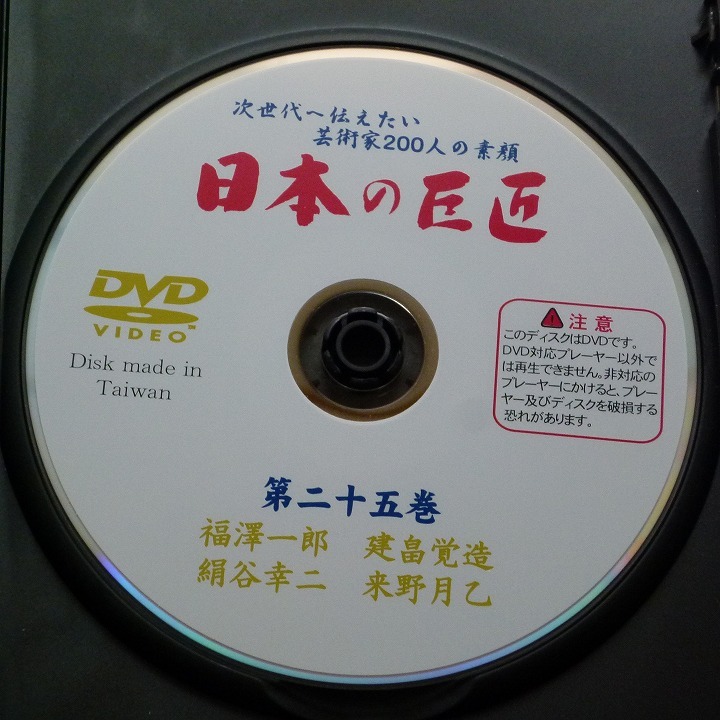 次世代へ伝えたい
芸術家200人の素顔
日本の巨匠
DVD
VIDEO™
Disk made in
Taiwan
注意
このディスクはDVDです。
DVD対応プレーヤー以外で
は再生できません。非対応の
プレーヤーにかけると、プレー
ヤー及びディスクを破損する
恐れがあります。
第二十五巻
福澤一郎 建畠覚造
絹谷幸二 来野月乙